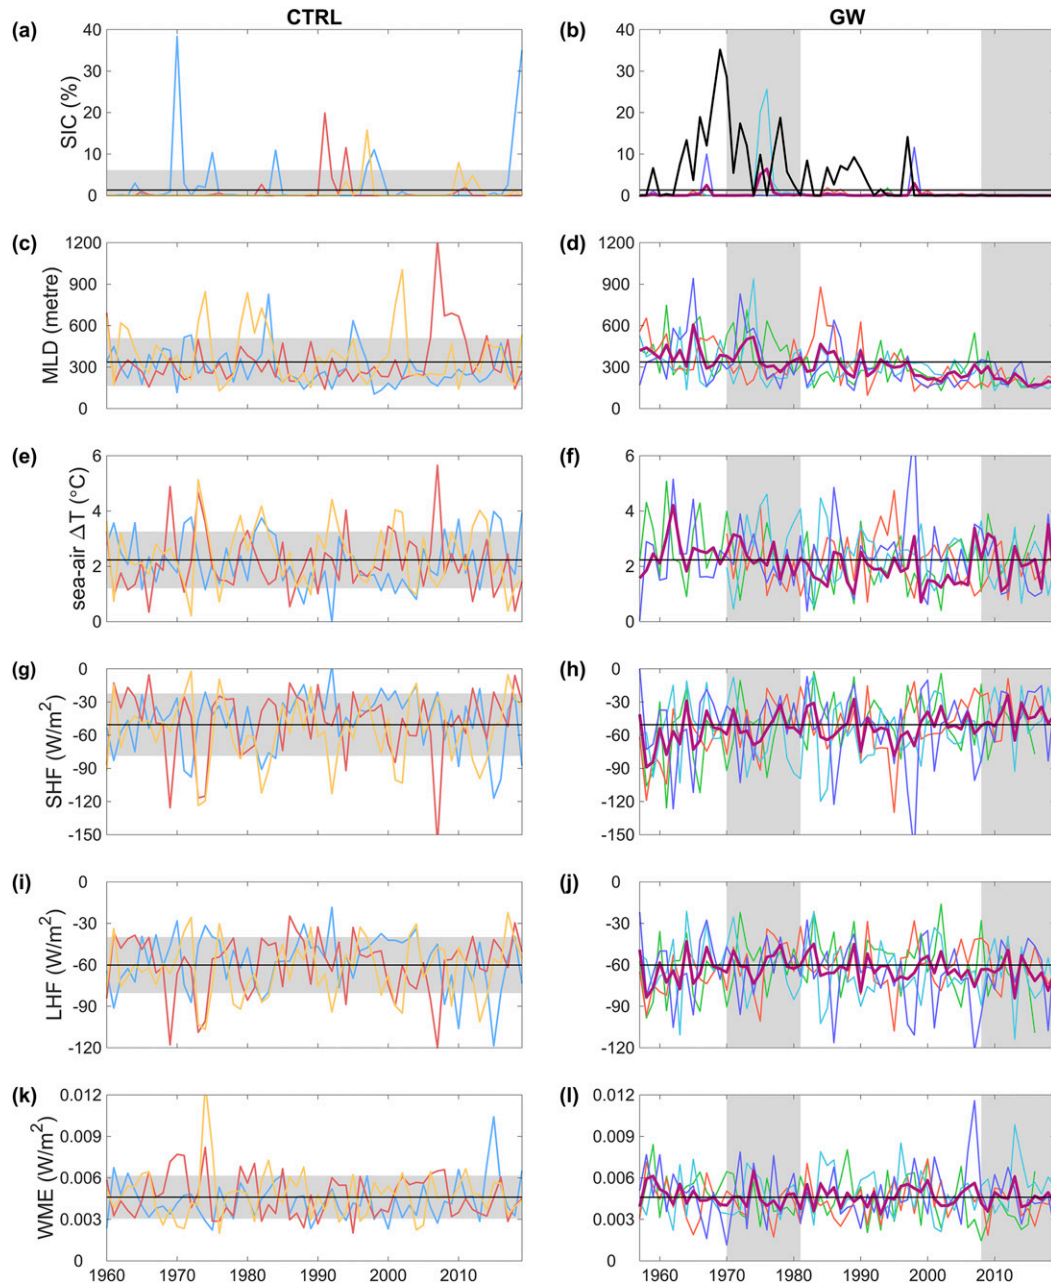 CTRL GW
(a) (b)
SIC (%)
40 40
30 30
20 20
10 10
0 0
(c) (d)
MLD (metre)
1200 1200
900 900
600 600
300 300
0 0
(e) (f)
sea-air ΔT (°C)
6 6
4 4
2 2
0 0
(g) (h)
SHF (W/m²)
0 0
-30 -30
-60 -60
-90 -90
-120 -120
-150 -150
(i) (j)
LHF (W/m²)
0 0
-30 -30
-60 -60
-90 -90
-120 -120
(k) (l)
WME (W/m²)
0.012 0.012
0.009 0.009
0.006 0.006
0.003 0.003
0 0
1960 1970 1980 1990 2000 2010 1960 1970 1980 1990 2000 2010